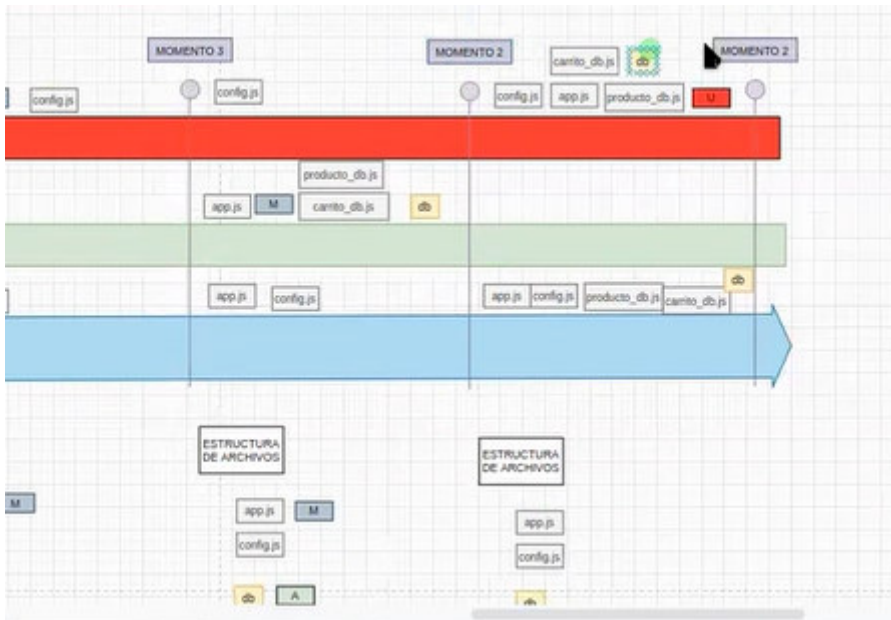 MOMENTO 3
MOMENTO 2
carrito_db.js
db
MOMENTO 2
config.js
config.js
config.js
app.js
producto_db.js
U
producto_db.js
app.js
M
carrito_db.js
db
db
app.js
config.js
app.js
config.js
producto_db.js
carrito_db.js
ESTRUCTURA
DE ARCHIVOS
ESTRUCTURA
DE ARCHIVOS
M
app.js
M
app.js
config.js
config.js
db
A
db